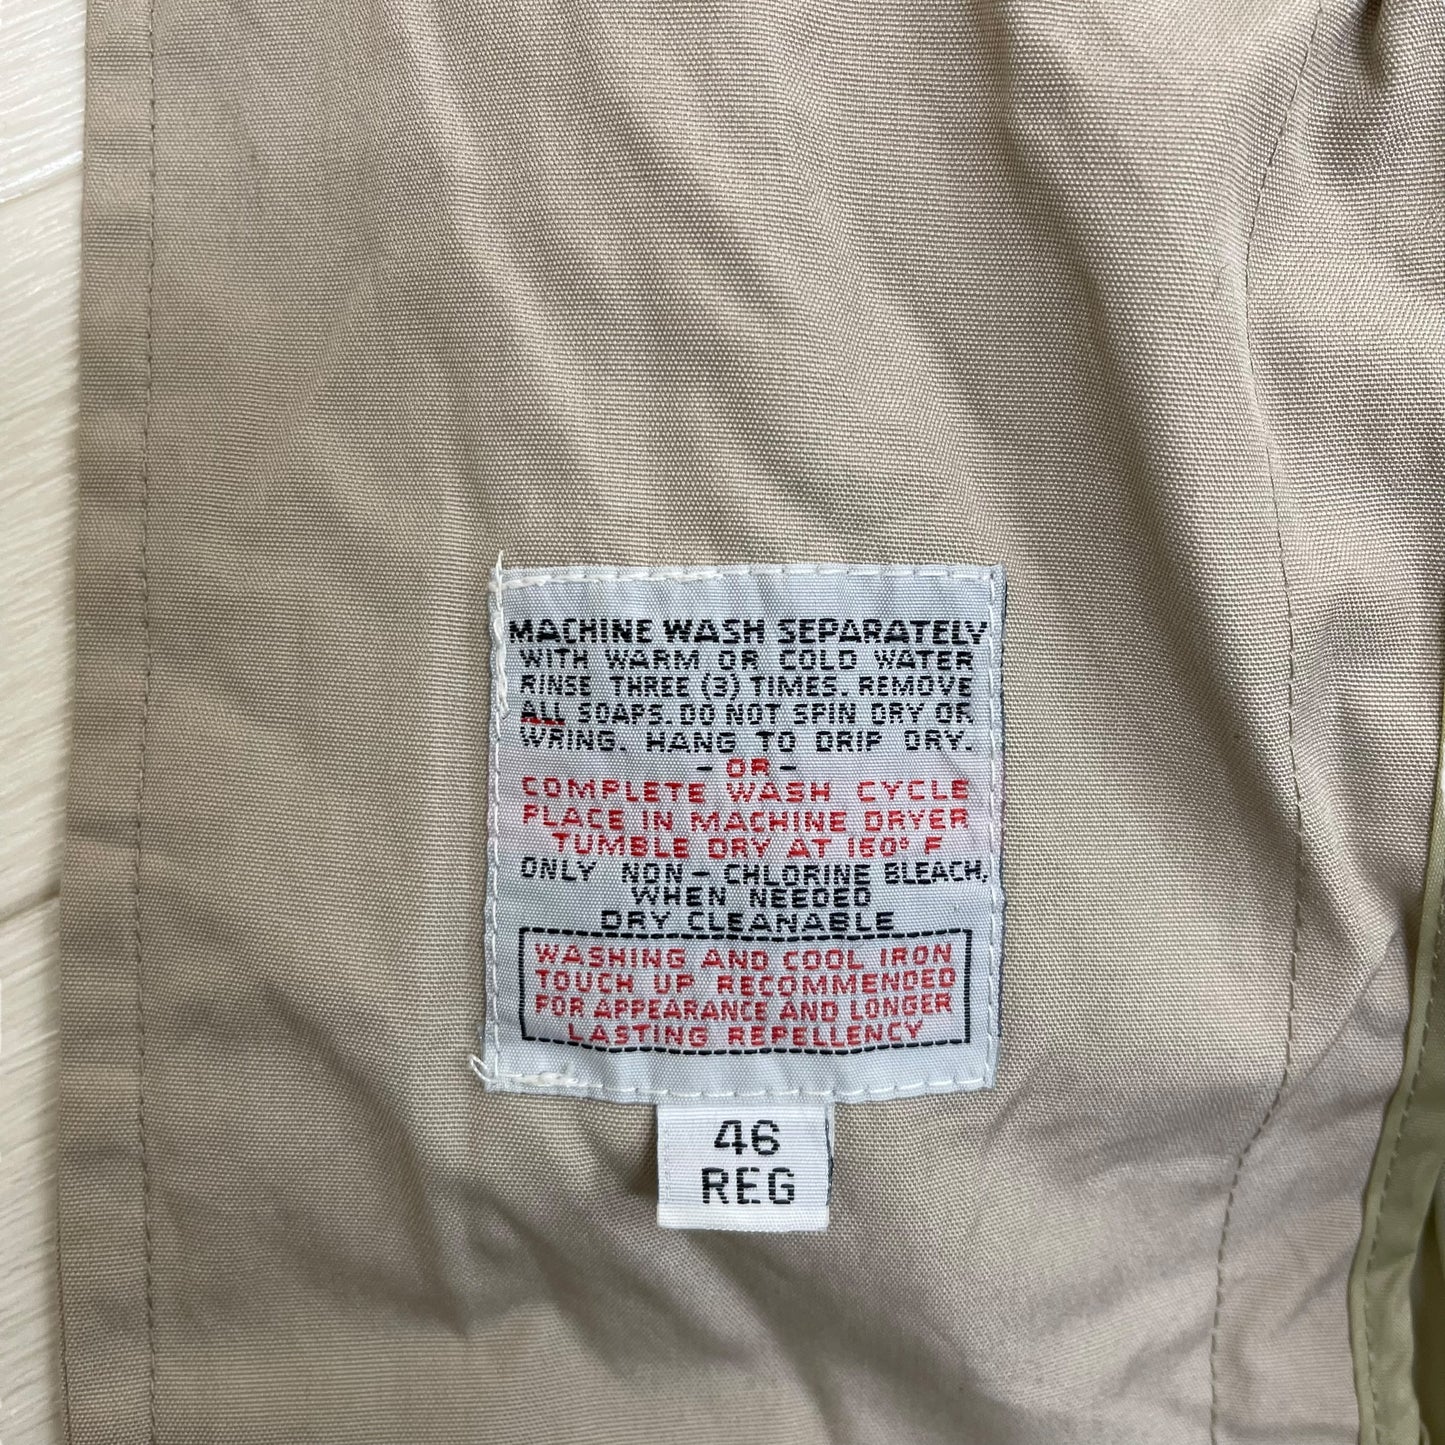 MACHINE WASH SEPARATELY
WITH WARM OR COLD WATER
RINSE THREE (3) TIMES. REMOVE
ALL SOAPS. DO NOT SPIN DRY OR
WRING. HANG TO DRIP DRY.
- OR -
COMPLETE WASH CYCLE
PLACE IN MACHINE DRYER
TUMBLE DRY AT 160° F
ONLY NON-CHLORINE BLEACH,
WHEN NEEDED
DRY CLEANABLE
WASHING AND COOL IRON
TOUCH UP RECOMMENDED
FOR APPEARANCE AND LONGER
LASTING REPELLENCY
46
REG